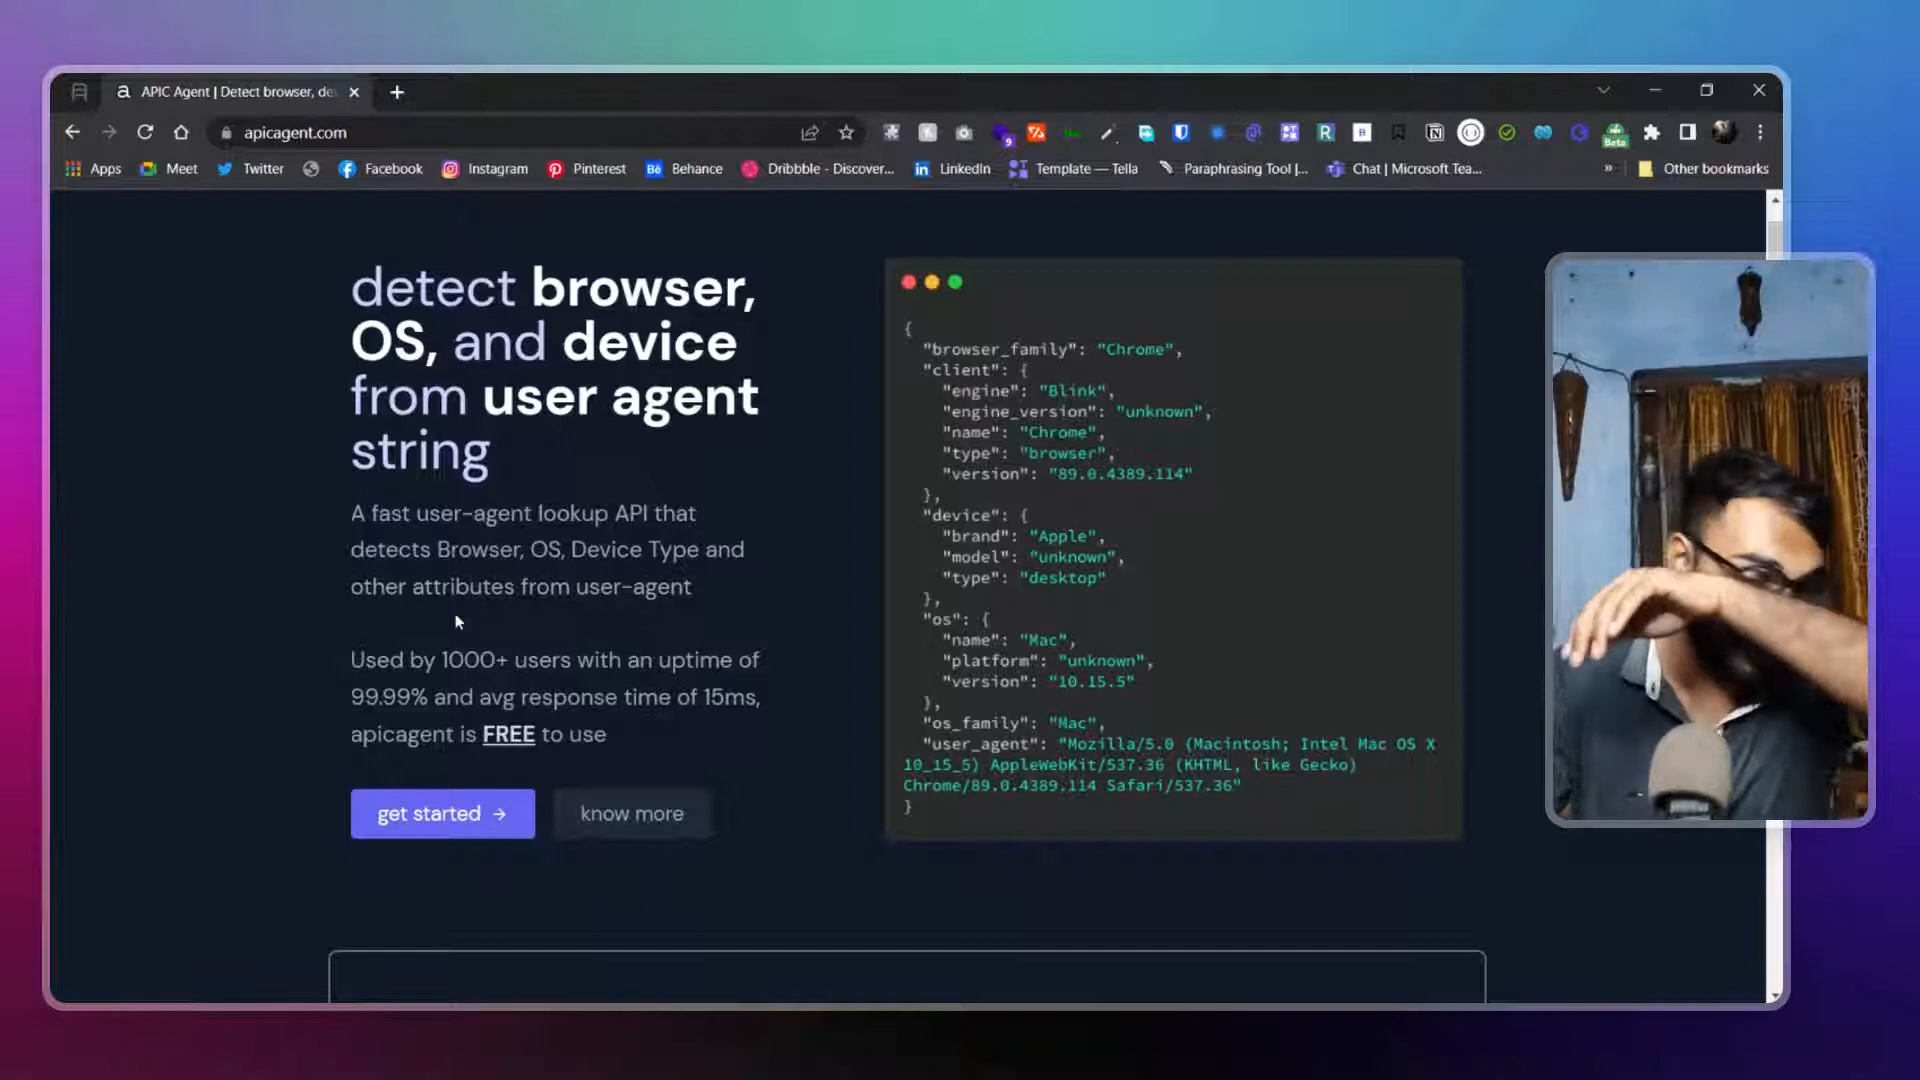 APIC Agent | Detect browser, de
apicagent.com
9
Beta
Apps
Meet
Twitter
Facebook
Instagram
Pinterest
Behance
Dribbble - Discover...
LinkedIn
Template — Tella
Paraphrasing Tool |...
Chat | Microsoft Tea...
»
Other bookmarks
detect browser,
OS, and device
from user agent
string
A fast user-agent lookup API that
detects Browser, OS, Device Type and
other attributes from user-agent
Used by 1000+ users with an uptime of
99.99% and avg response time of 15ms,
apicagent is FREE to use
get started →
know more
{
"browser_family": "Chrome",
"client": {
"engine": "Blink",
"engine_version": "unknown",
"name": "Chrome",
"type": "browser",
"version": "89.0.4389.114"
},
"device": {
"brand": "Apple",
"model": "unknown",
"type": "desktop"
},
"os": {
"name": "Mac",
"platform": "unknown",
"version": "10.15.5"
},
"os_family": "Mac",
"user_agent": "Mozilla/5.0 (Macintosh; Intel Mac OS X
10_15_5) AppleWebKit/537.36 (KHTML, like Gecko)
Chrome/89.0.4389.114 Safari/537.36"
}